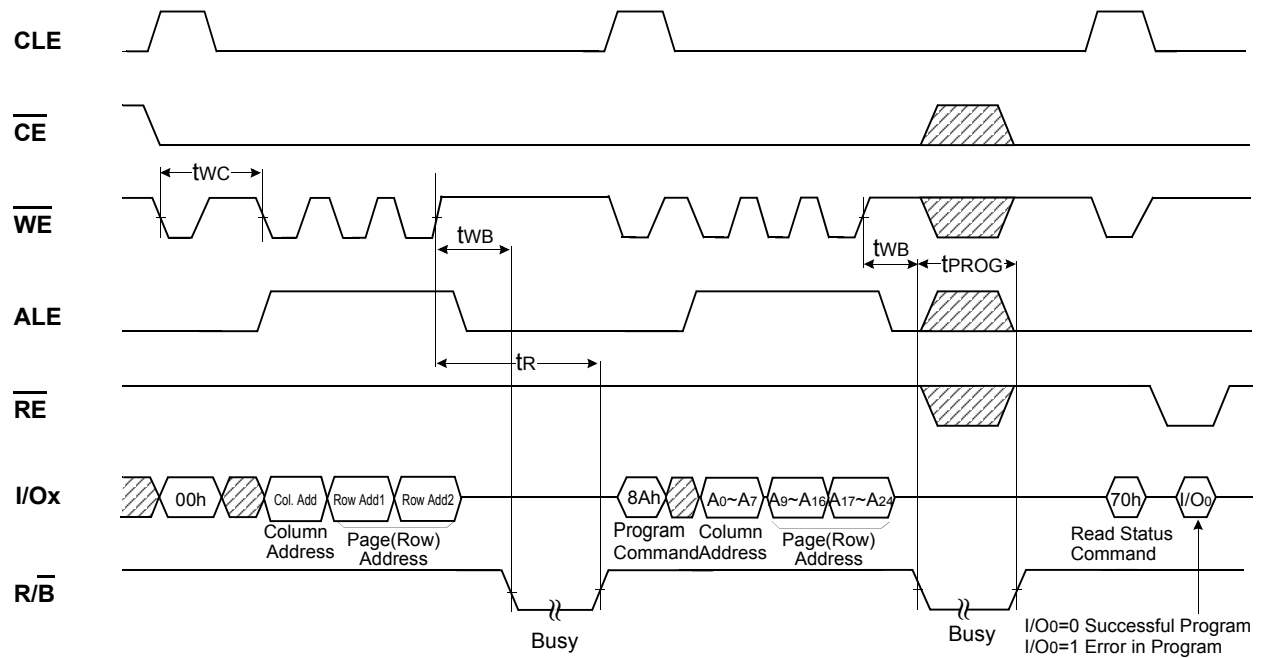 CLE
CE
tWC
WE
tWB
tWB
tPROG
ALE
tR
RE
I/Ox
00h
Col. Add
Row Add1
Row Add2
8Ah
A0~A7
A9~A16
A17~A24
70h
I/O0
Column
Address
Page(Row)
Address
Program
Command
Column
Address
Page(Row)
Address
Read Status
Command
R/B
Busy
Busy
I/O0=0 Successful Program
I/O0=1 Error in Program